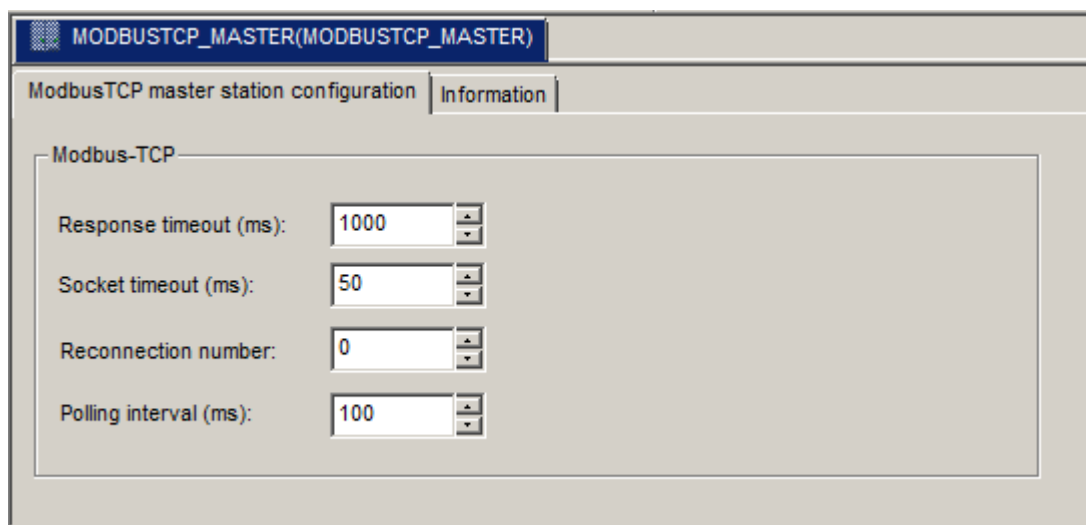 MODBUSTCP_MASTER(MODBUSTCP_MASTER)
ModbusTCP master station configuration Information
Modbus-TCP
Response timeout (ms): 1000
Socket timeout (ms): 50
Reconnection number: 0
Polling interval (ms): 100